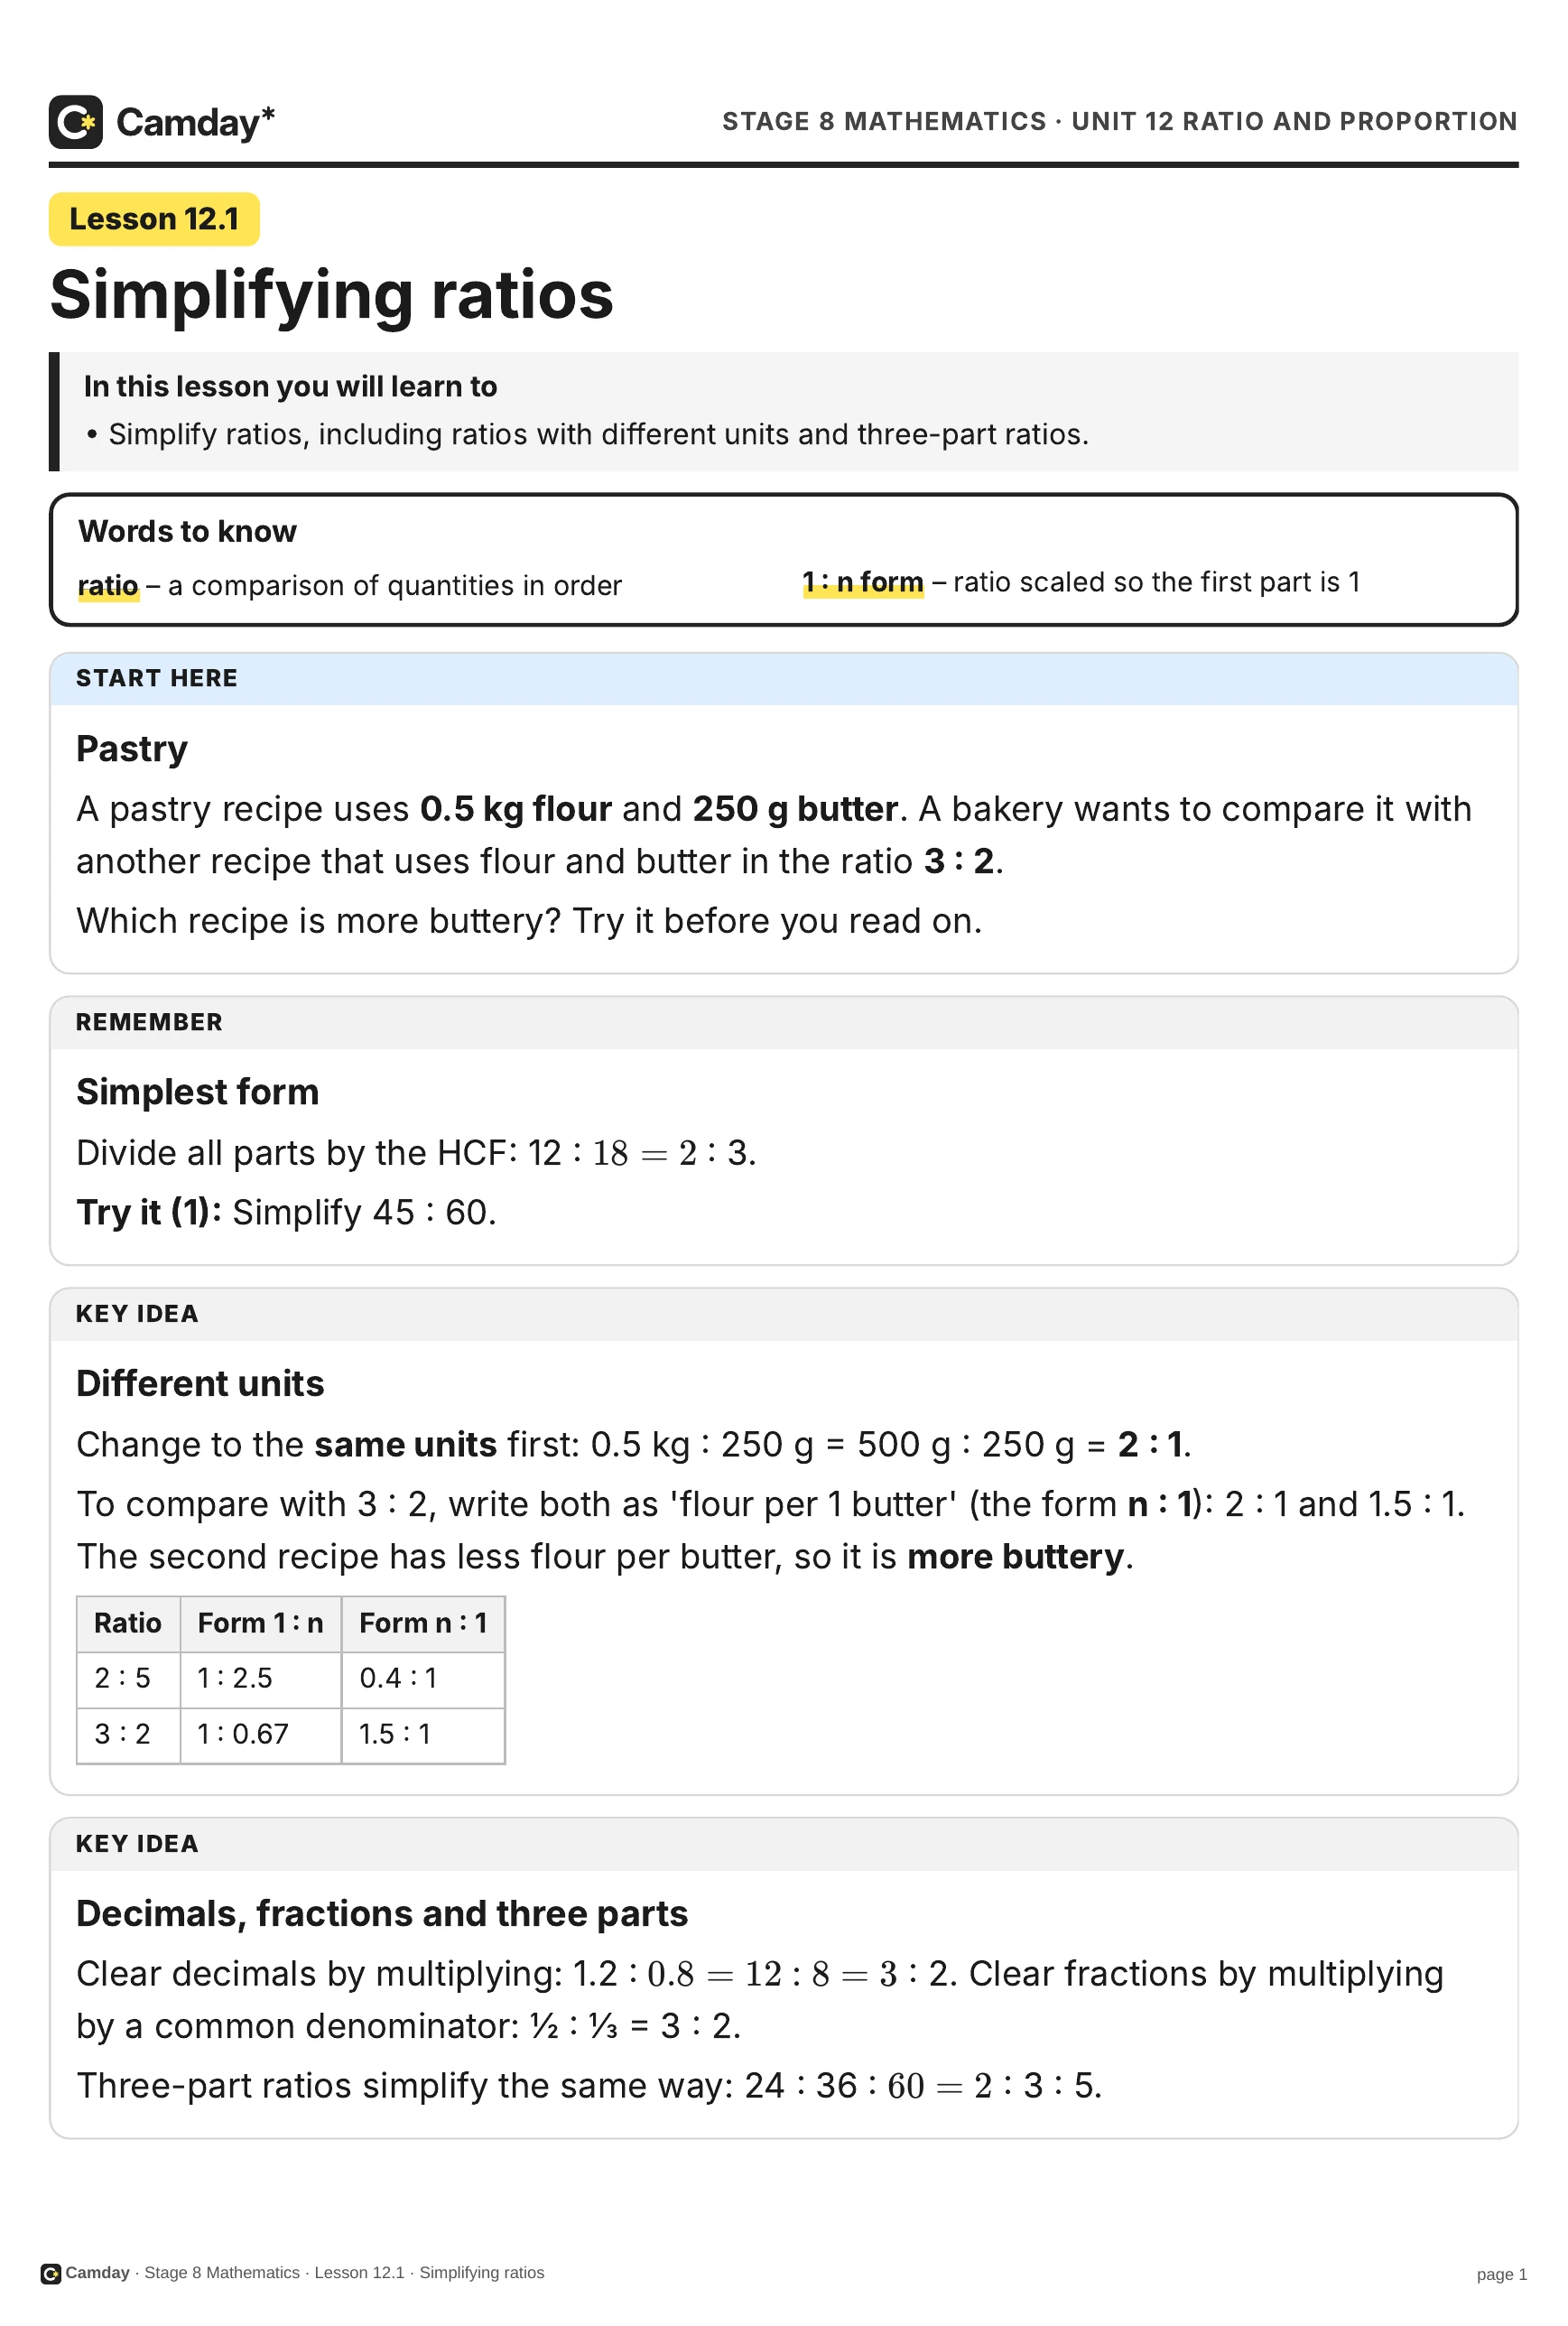 Camday*
STAGE 8 MATHEMATICS · UNIT 12 RATIO AND PROPORTION
Lesson 12.1
Simplifying ratios
In this lesson you will learn to
• Simplify ratios, including ratios with different units and three-part ratios.
Words to know
ratio – a comparison of quantities in order
1 : n form – ratio scaled so the first part is 1
START HERE
Pastry
A pastry recipe uses 0.5 kg flour and 250 g butter. A bakery wants to compare it with
another recipe that uses flour and butter in the ratio 3 : 2.
Which recipe is more buttery? Try it before you read on.
REMEMBER
Simplest form
Divide all parts by the HCF: 12 : 18 = 2 : 3.
Try it (1): Simplify 45 : 60.
KEY IDEA
Different units
Change to the same units first: 0.5 kg : 250 g = 500 g : 250 g = 2 : 1.
To compare with 3 : 2, write both as 'flour per 1 butter' (the form n : 1): 2 : 1 and 1.5 : 1.
The second recipe has less flour per butter, so it is more buttery.
Ratio Form 1 : n Form n : 1
2 : 5 1 : 2.5 0.4 : 1
3 : 2 1 : 0.67 1.5 : 1
KEY IDEA
Decimals, fractions and three parts
Clear decimals by multiplying: 1.2 : 0.8 = 12 : 8 = 3 : 2. Clear fractions by multiplying
by a common denominator: ½ : ⅓ = 3 : 2.
Three-part ratios simplify the same way: 24 : 36 : 60 = 2 : 3 : 5.
Camday · Stage 8 Mathematics · Lesson 12.1 · Simplifying ratios
page 1